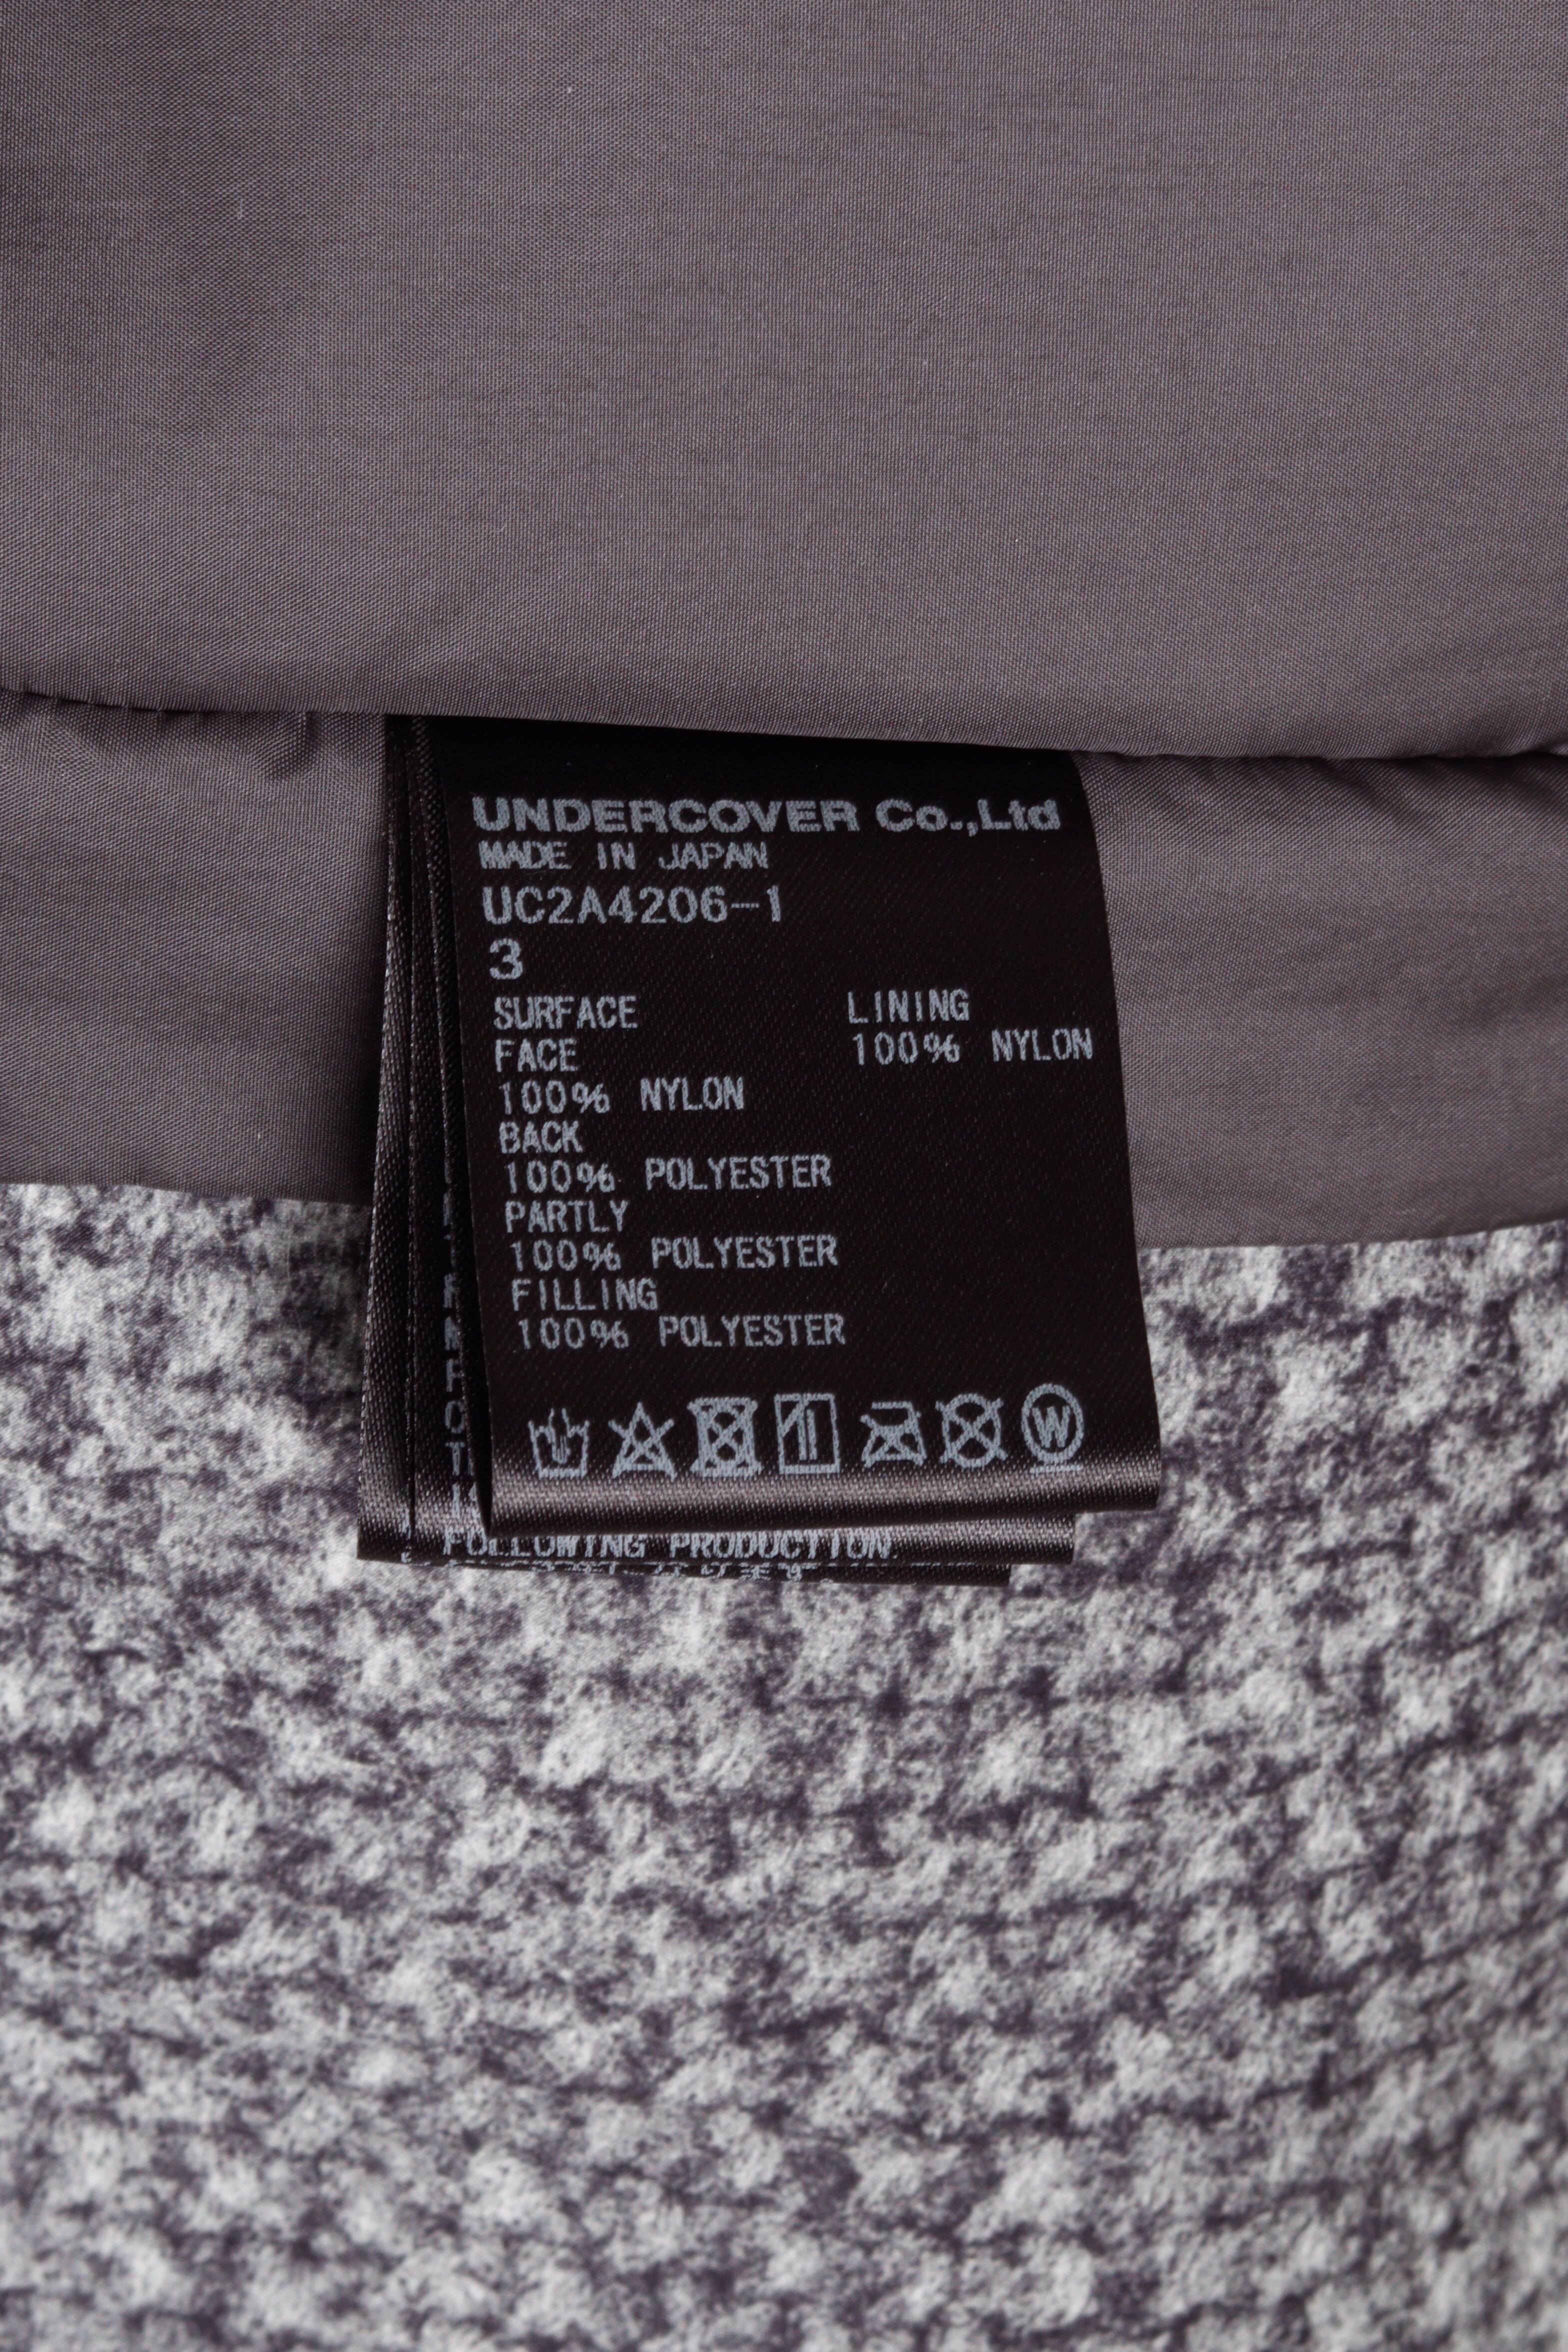 UNDERCOVER Co.,Ltd
MADE IN JAPAN
UC2A4206-1
3
SURFACE
FACE
100% NYLON
BACK
100% POLYESTER
PARTLY
100% POLYESTER
FILLING
100% POLYESTER
LINING
100% NYLON
W
FOLLOWING PRODUCTION.